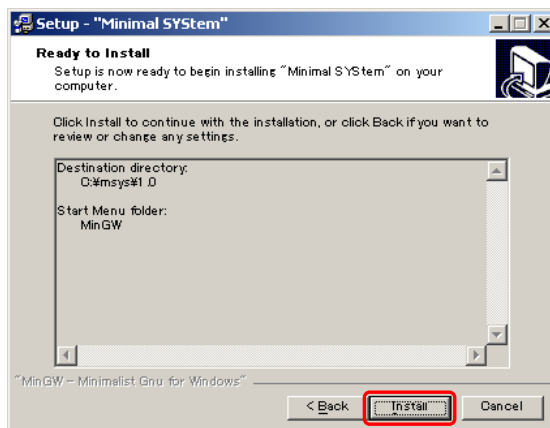 Setup - "Minimal SYStem"
Ready to Install
Setup is now ready to begin installing "Minimal SYStem" on your
computer.
Click Install to continue with the installation, or click Back if you want to
review or change any settings.
Destination directory:
C:¥msys¥1.0
Start Menu folder:
MinGW
"MinGW - Minimalist Gnu for Windows"
< Back
Install
Cancel